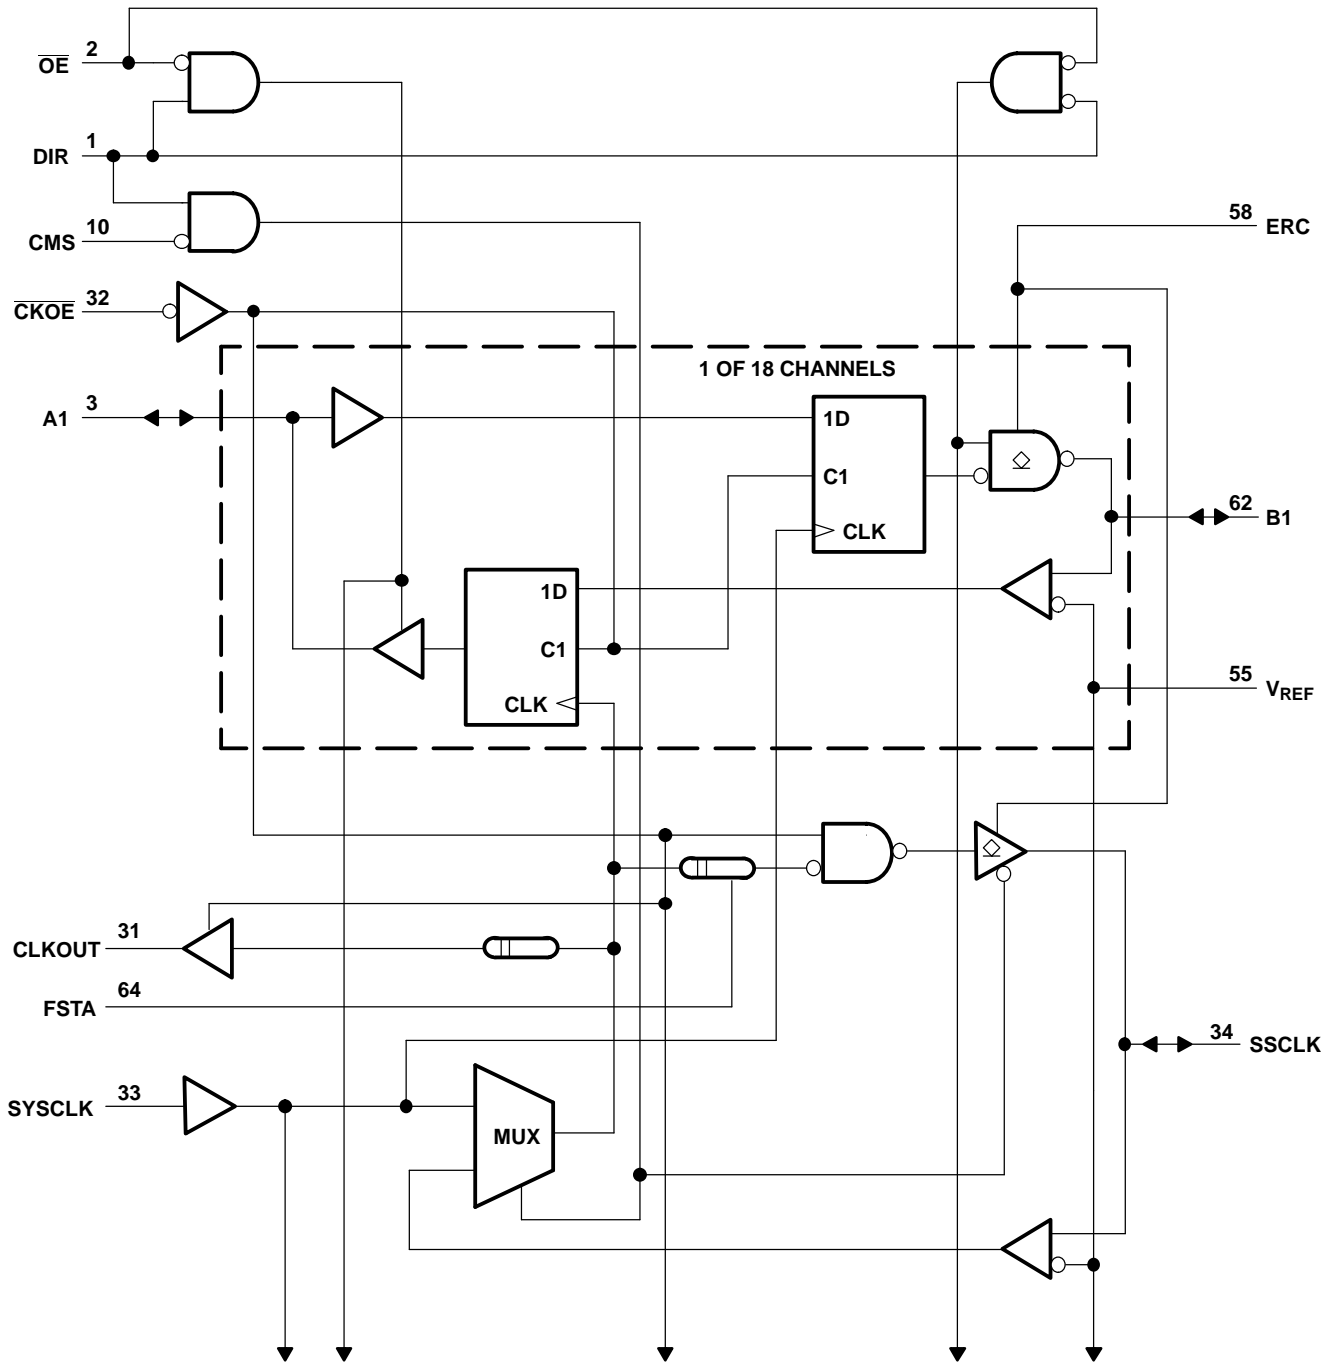 2
OE
1
DIR
10
CMS
58
ERC
32
CKOE
1 OF 18 CHANNELS
3
A1
1D
C1
CLK
62
B1
1D
C1
CLK
55
VREF
31
CLKOUT
64
FSTA
34
SSCLK
33
SYSCLK
MUX